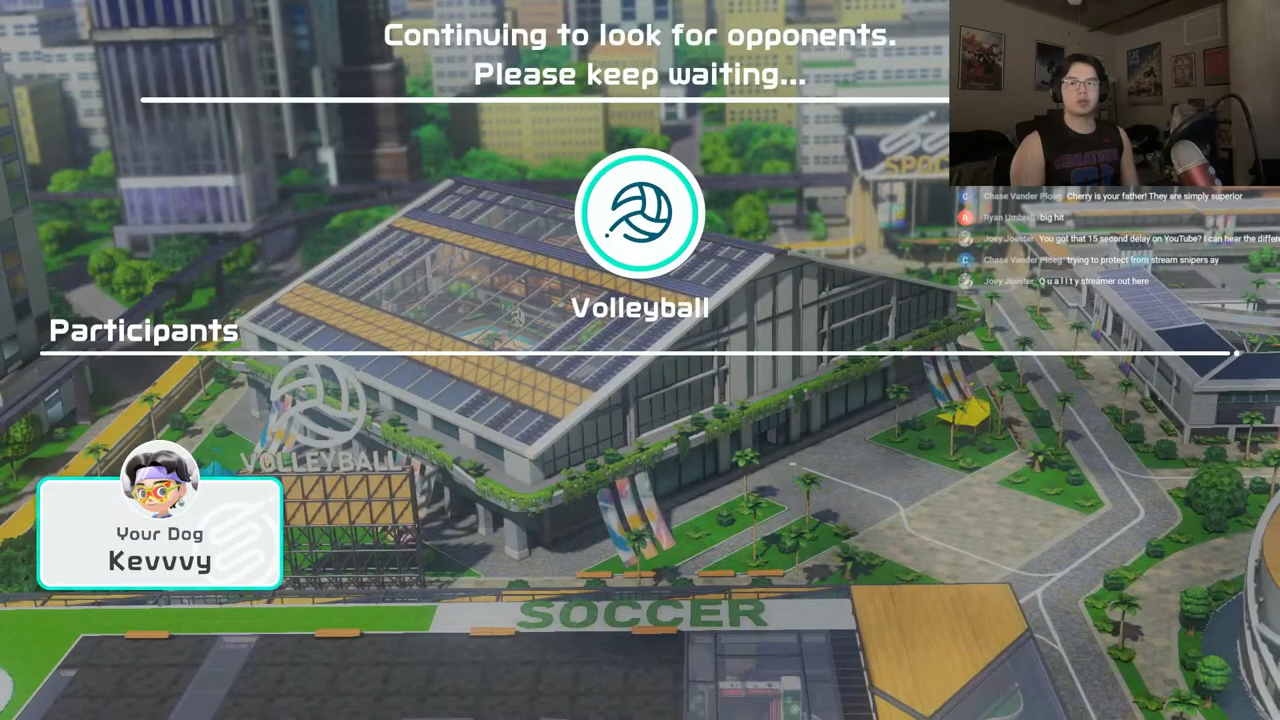 Continuing to look for opponents.
Please keep waiting...
SPOC
Chase Vander Ploeg Cherry is your father! They are simply superior
Ryan Umbrell big hit
Joey Joester You got that 15 second delay on YouTube? I can hear the differe
Chase Vander Ploeg trying to protect from stream snipers ay
Joey Joester Q u a l i t y streamer out here
Volleyball
Participants
VOLLEYBALL
Your Dog
Kevvvy
SOCCER